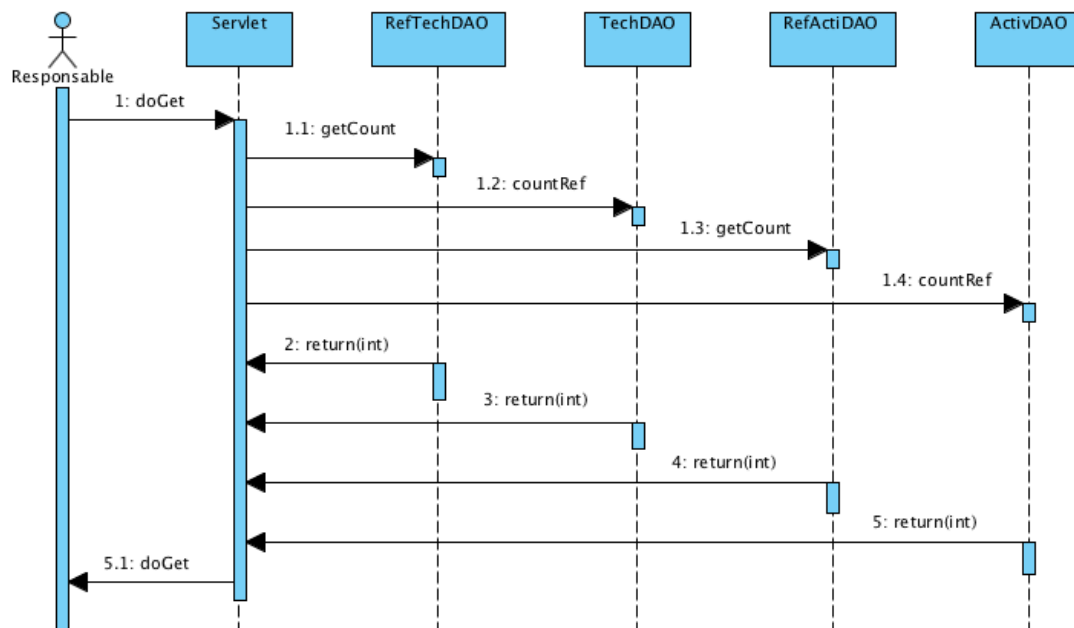 Servlet
RefTechDAO
TechDAO
RefActiDAO
ActivDAO
Responsable
1: doGet
1.1: getCount
1.2: countRef
1.3: getCount
1.4: countRef
2: return(int)
3: return(int)
4: return(int)
5: return(int)
5.1: doGet